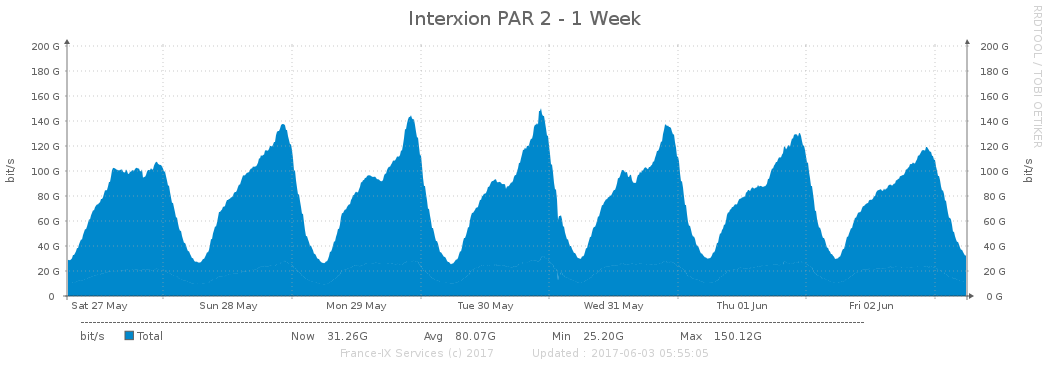 Interxion PAR 2 - 1 Week
RRDTOOL / TOBI OETIKER
200 G 200 G
180 G 180 G
160 G 160 G
140 G 140 G
120 G 120 G
100 G 100 G
80 G 80 G
60 G 60 G
40 G 40 G
20 G 20 G
0 0 G
bit/s
bit/s
Sat 27 May Sun 28 May Mon 29 May Tue 30 May Wed 31 May Thu 01 Jun Fri 02 Jun
bit/s Total Now 31.26G Avg 80.07G Min 25.20G Max 150.12G
France-IX Services (c) 2017 Updated : 2017-06-03 05:55:05